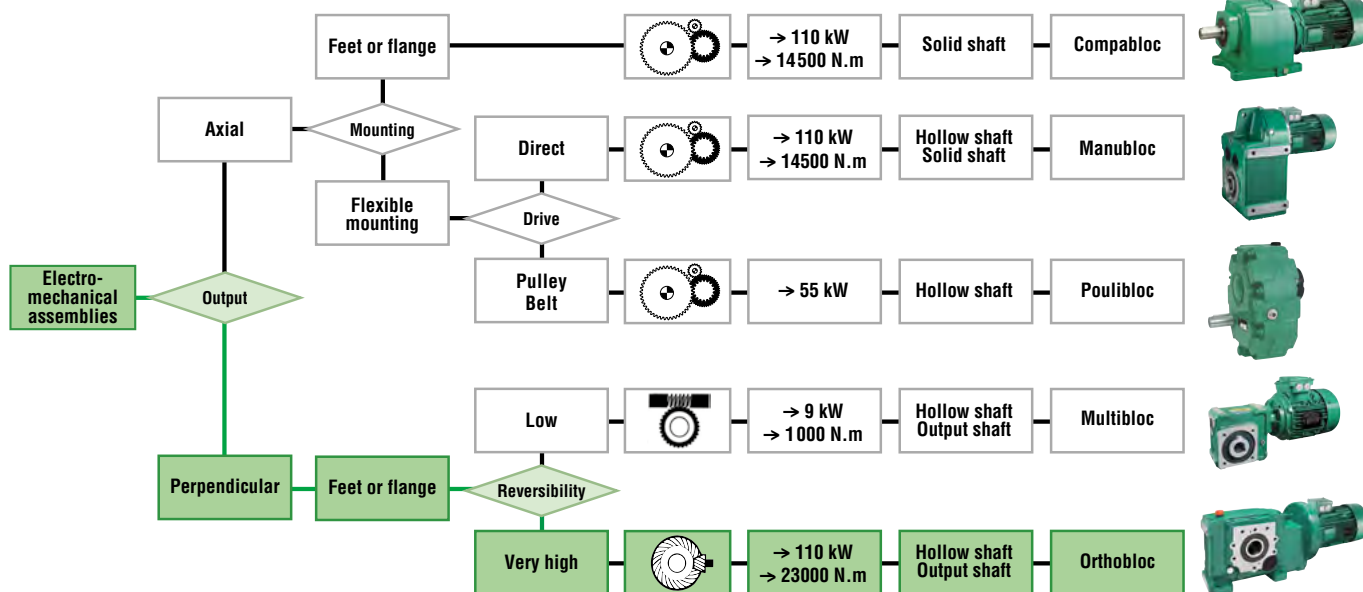 Feet or flange
→ 110 kW
→ 14500 N.m
Solid shaft
Compabloc
Axial
Mounting
Direct
→ 110 kW
→ 14500 N.m
Hollow shaft
Solid shaft
Manubloc
Flexible
mounting
Drive
Electro-
mechanical
assemblies
Output
Pulley
Belt
→ 55 kW
Hollow shaft
Poulibloc
Low
→ 9 kW
→ 1000 N.m
Hollow shaft
Output shaft
Multibloc
Perpendicular
Feet or flange
Reversibility
Very high
→ 110 kW
→ 23000 N.m
Hollow shaft
Output shaft
Orthobloc